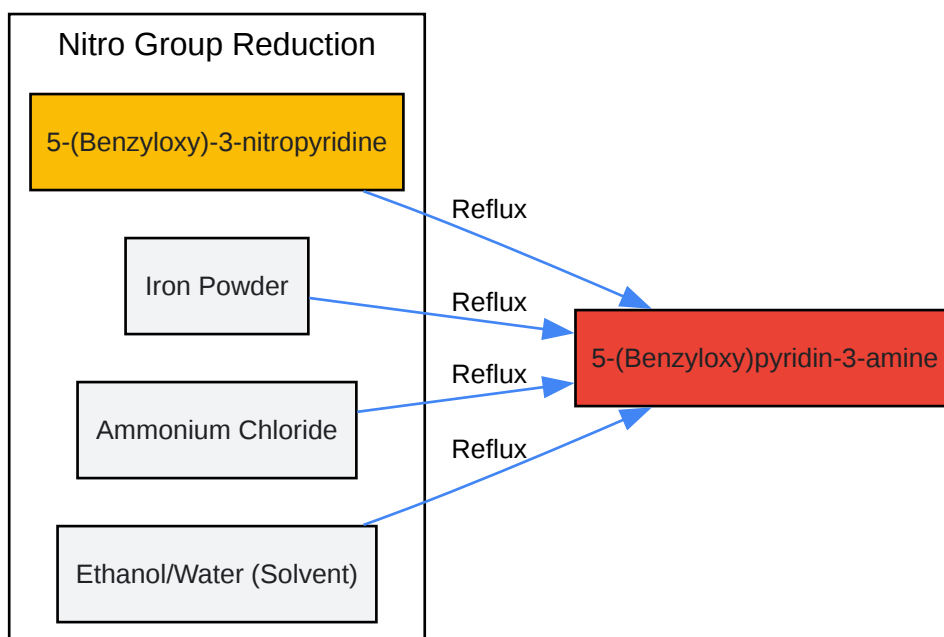 Nitro Group Reduction
5-(Benzyloxy)-3-nitropyridine
Reflux
Iron Powder
Reflux
5-(Benzyloxy)pyridin-3-amine
Reflux
Ammonium Chloride
Reflux
Ethanol/Water (Solvent)